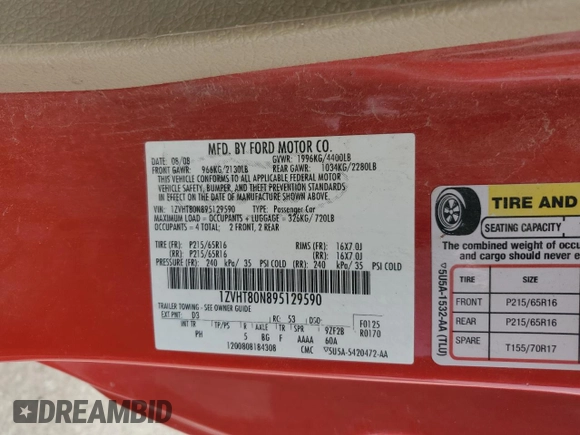 MFD. BY FORD MOTOR CO.
DATE: 08/08 GVWR: 1996KG/4400LB
FRONT GAWR: 966KG/2130LB REAR GAWR: 1034KG/2280LB
THIS VEHICLE CONFORMS TO ALL APPLICABLE FEDERAL MOTOR
VEHICLE SAFETY, BUMPER, AND THEFT PREVENTION STANDARDS
IN EFFECT ON THE DATE OF MANUFACTURE SHOWN ABOVE.
VIN: 1ZVHT80N895129590 TYPE: Passenger Car
MAXIMUM LOAD = OCCUPANTS + LUGGAGE = 326KG/720LB
OCCUPANTS = 4 TOTAL; 2 FRONT, 2 REAR
TIRE (FR): P215/65R16 RIMS (FR): 16X7.0J
(RR): P215/65R16 (RR): 16X7.0J
PRESSURE (FR): 240 kPa/ 35 PSI COLD (RR): 240 kPa/ 35 PSI COLD
1ZVHT80N895129590
TRAILER TOWING - SEE OWNER GUIDE
EXT PNT: D3 RC: 53 DSO: F0125
R0170
INT TR TP/PS R AXLE TR SPR 9ZF2B
PH 5 BG F AAAA 60A
1200808184308 CMC ▽5U5A-5420472-AA
▽5U5A-1532-AA (TLU)
TIRE AND
SEATING CAPACITY
The combined weight of occu
and cargo should never ex
TIRE SIZE
FRONT P215/65R16
REAR P215/65R16
SPARE T155/70R17
DREAMBID